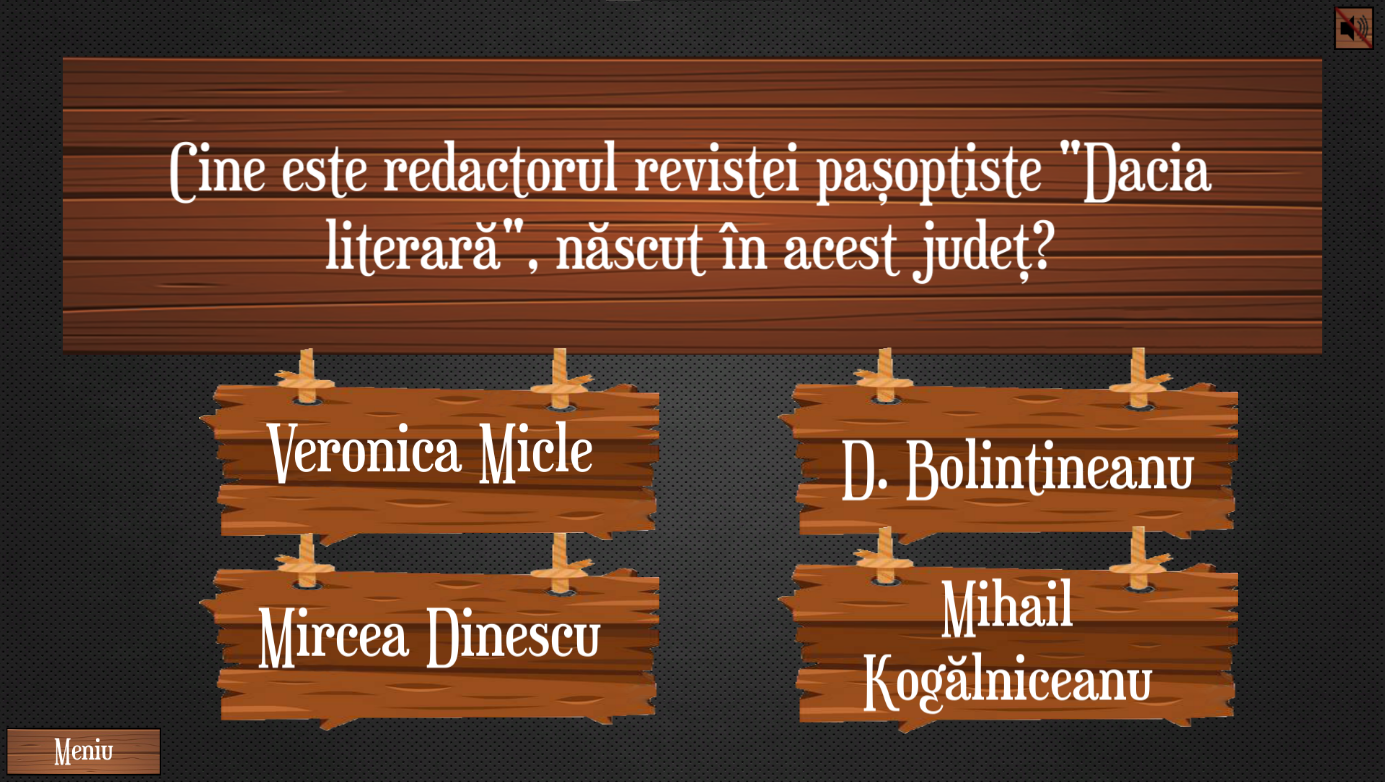 Cine este redactorul revistei pașoptiste "Dacia
literară", născut în acest județ?
Veronica Micle
D. Bolintineanu
Mircea Dinescu
Mihail
Kogălniceanu
Meniu